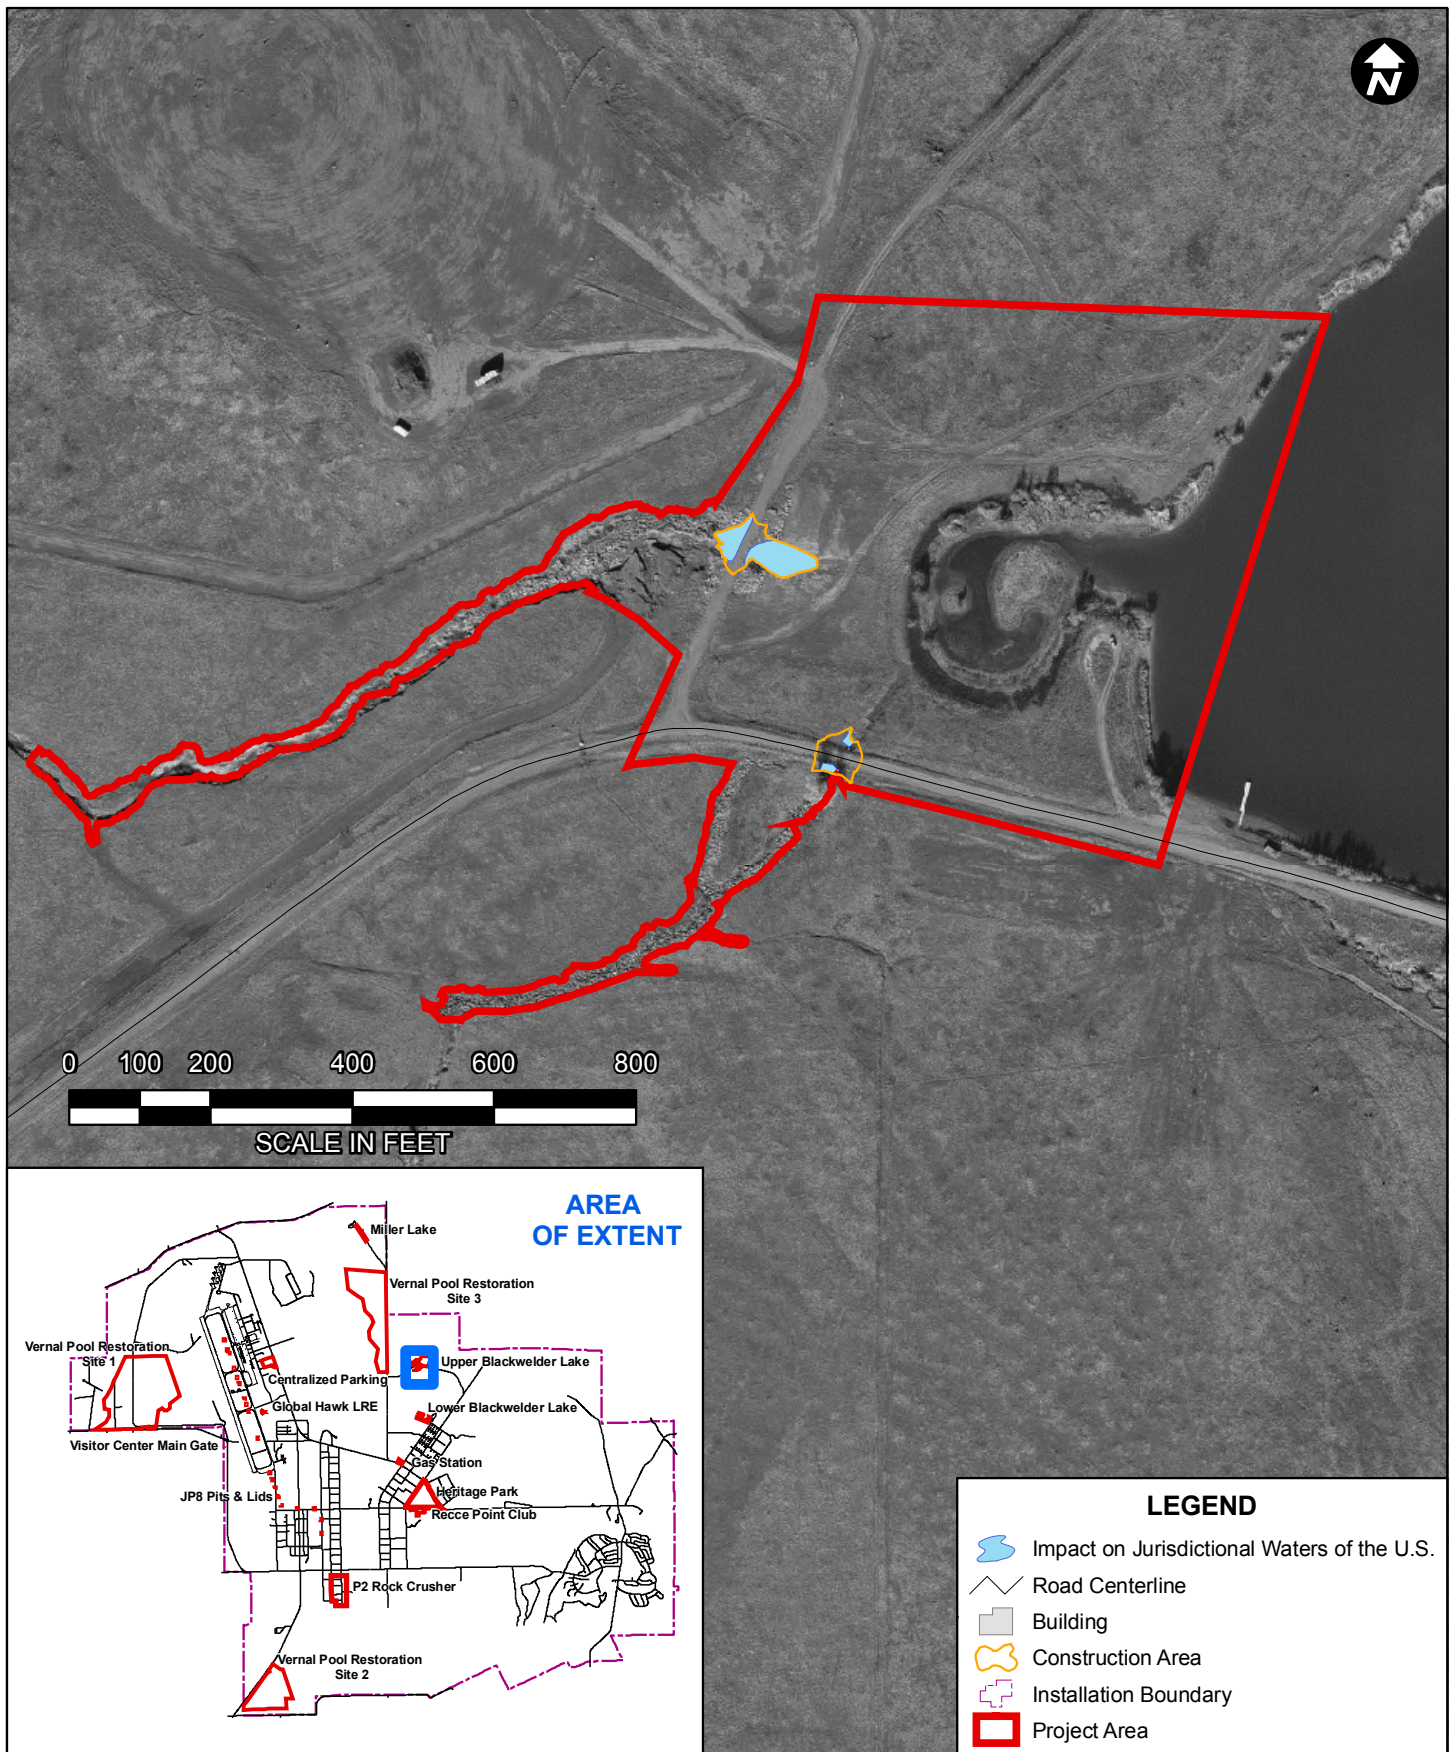 N
0 100 200 400 600 800
SCALE IN FEET
AREA
OF EXTENT
Miller Lake
Vernal Pool Restoration
Site 3
Vernal Pool Restoration
Site 1
Upper Blackwelder Lake
Centralized Parking
Global Hawk LRE
Lower Blackwelder Lake
Visitor Center Main Gate
Gas Station
JP8 Pits & Lids
Heritage Park
Recce Point Club
P2 Rock Crusher
Vernal Pool Restoration
Site 2
LEGEND
Impact on Jurisdictional Waters of the U.S.
Road Centerline
Building
Construction Area
Installation Boundary
Project Area